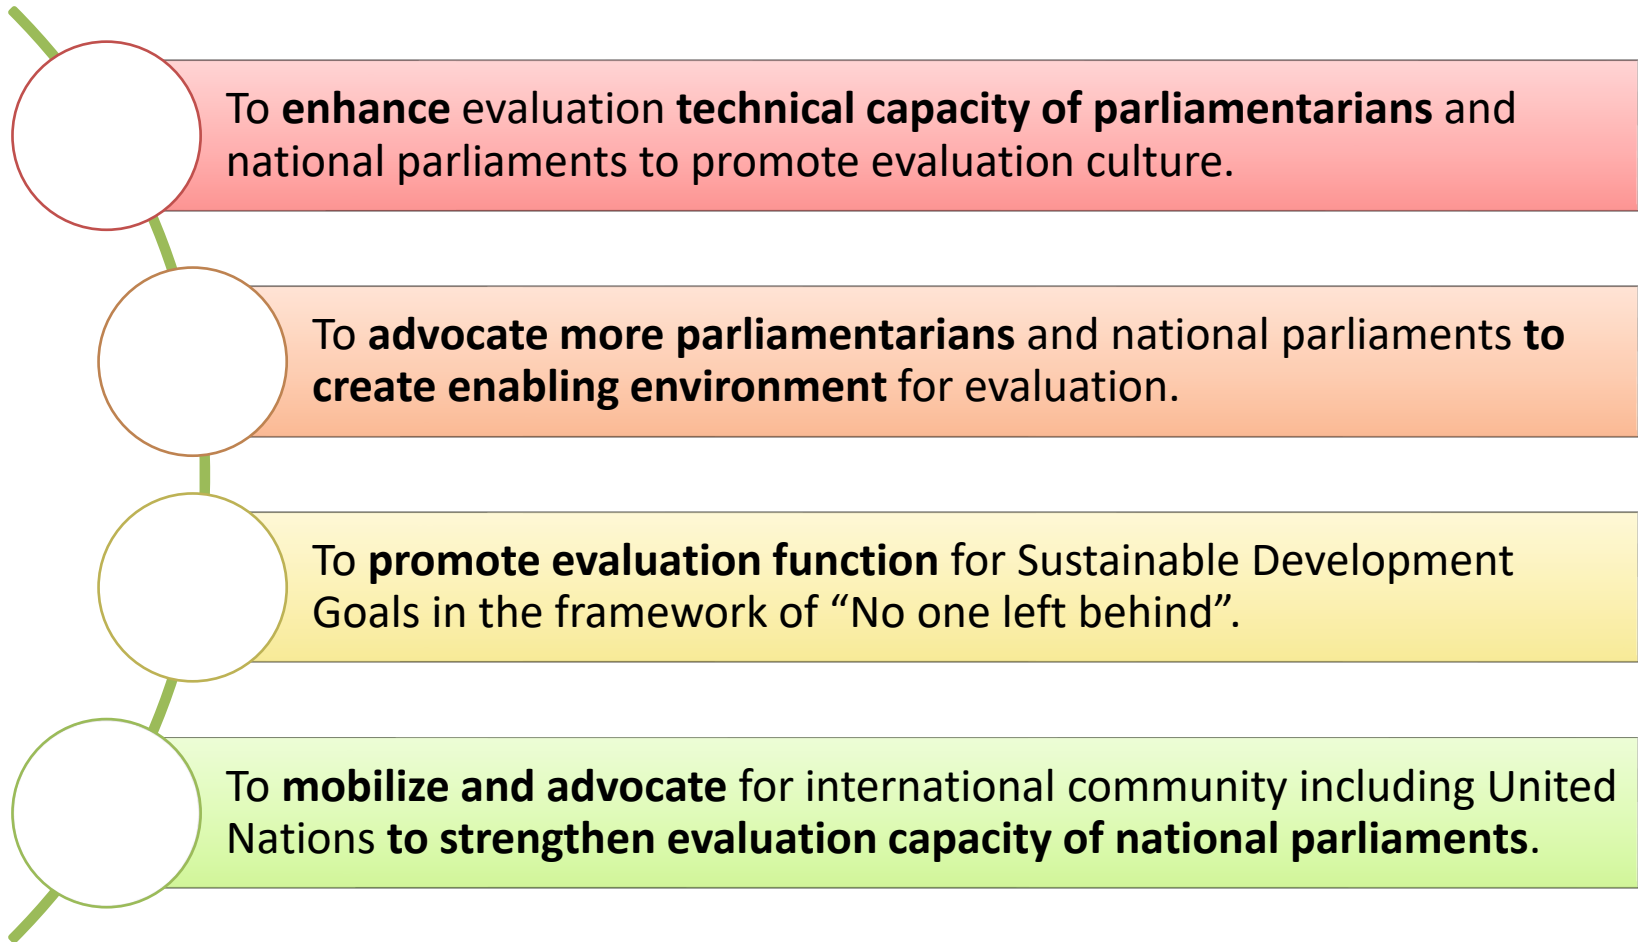 To enhance evaluation technical capacity of parliamentarians and
national parliaments to promote evaluation culture.
To advocate more parliamentarians and national parliaments to
create enabling environment for evaluation.
To promote evaluation function for Sustainable Development
Goals in the framework of “No one left behind”.
To mobilize and advocate for international community including United
Nations to strengthen evaluation capacity of national parliaments.